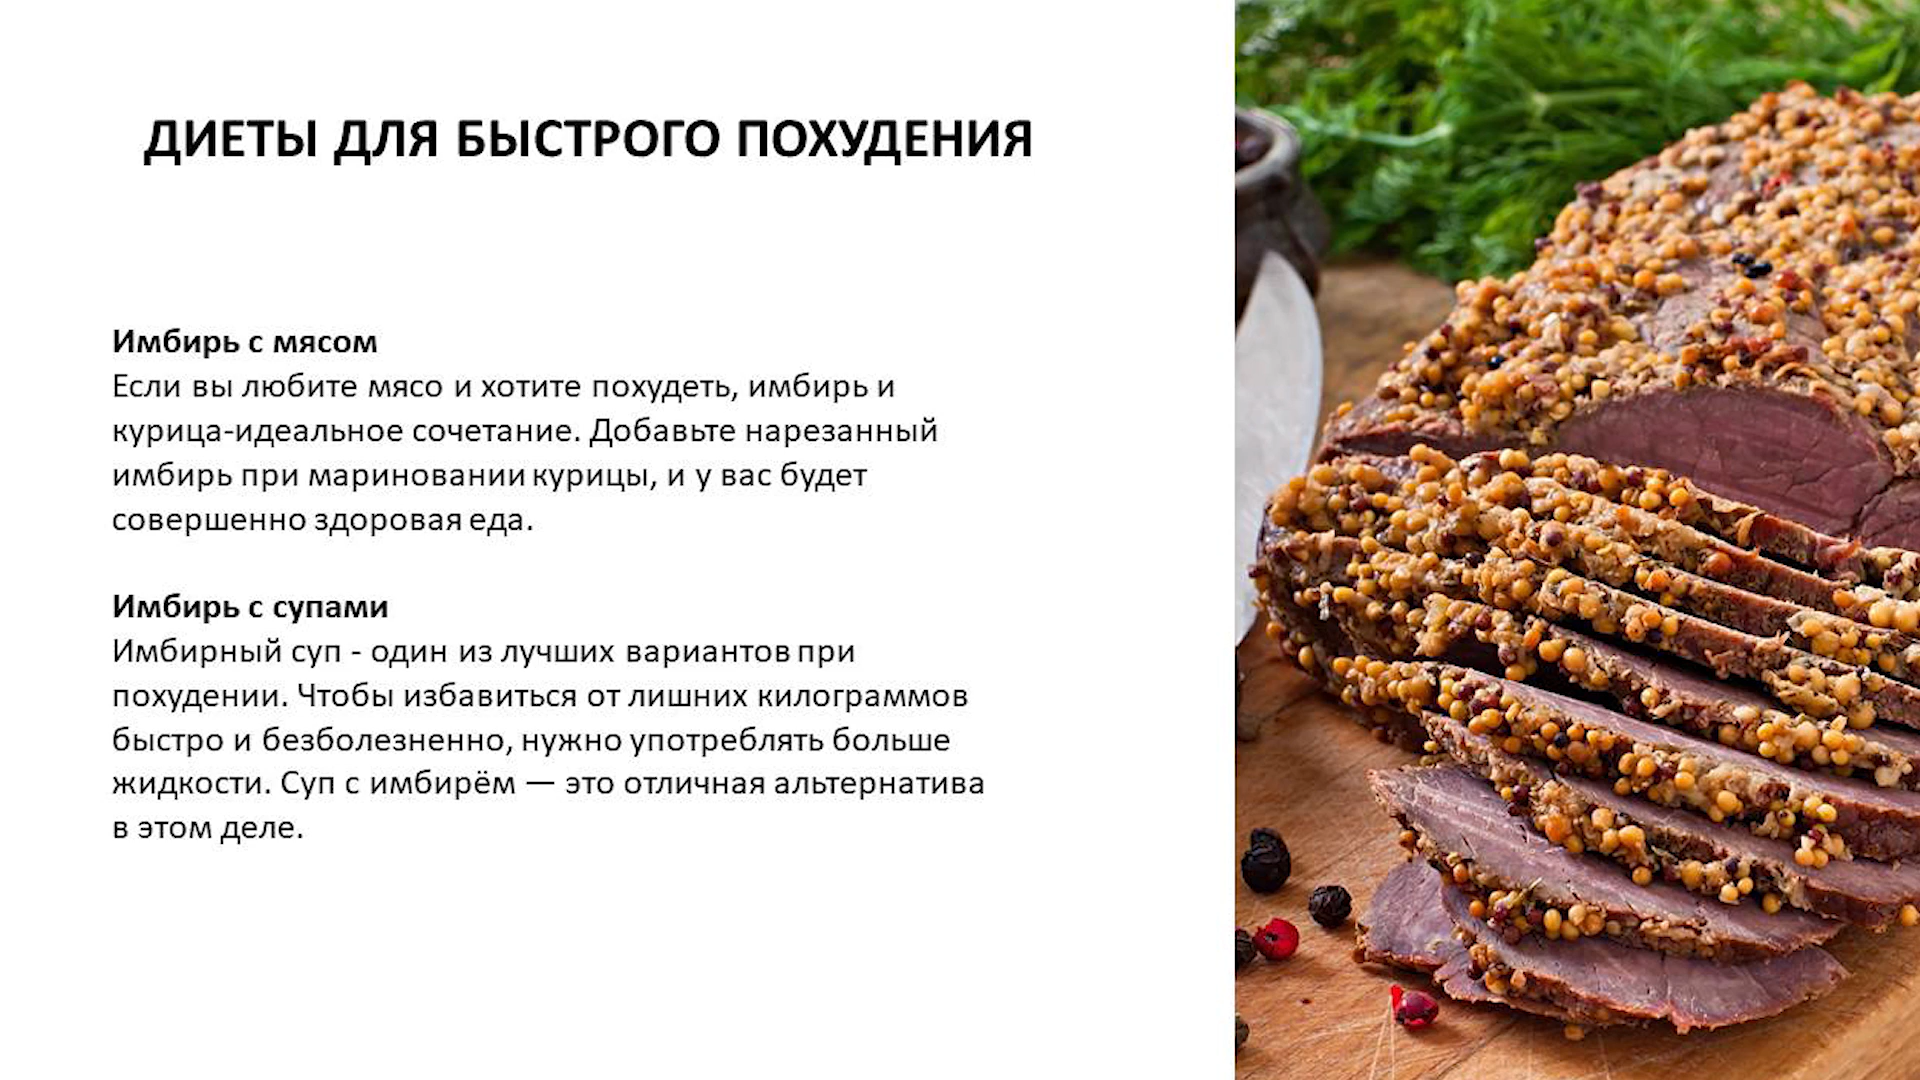 ДИЕТЫ ДЛЯ БЫСТРОГО ПОХУДЕНИЯ
Имбирь с мясом
Если вы любите мясо и хотите похудеть, имбирь и
курица-идеальное сочетание. Добавьте нарезанный
имбирь при мариновании курицы, и у вас будет
совершенно здоровая еда.
Имбирь с супами
Имбирный суп - один из лучших вариантов при
похудении. Чтобы избавиться от лишних килограммов
быстро и безболезненно, нужно употреблять больше
жидкости. Суп с имбирём — это отличная альтернатива
в этом деле.